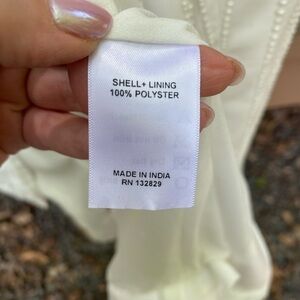 SHELL+ LINING
100% POLYSTER
MADE IN INDIA
RN 132829